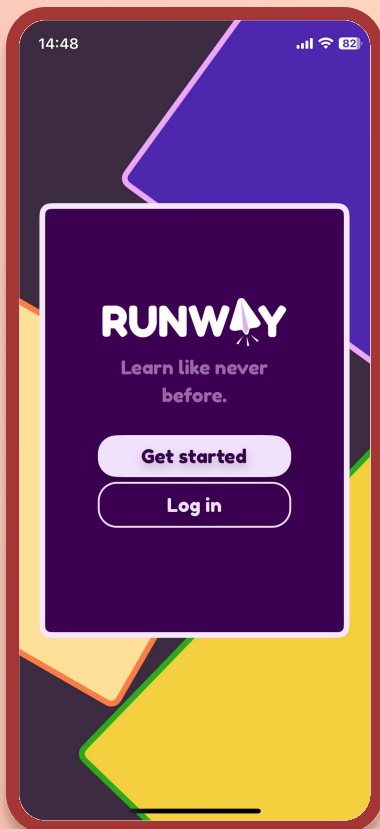 14:48
82
RUNWAY
Learn like never
before.
Get started
Log in